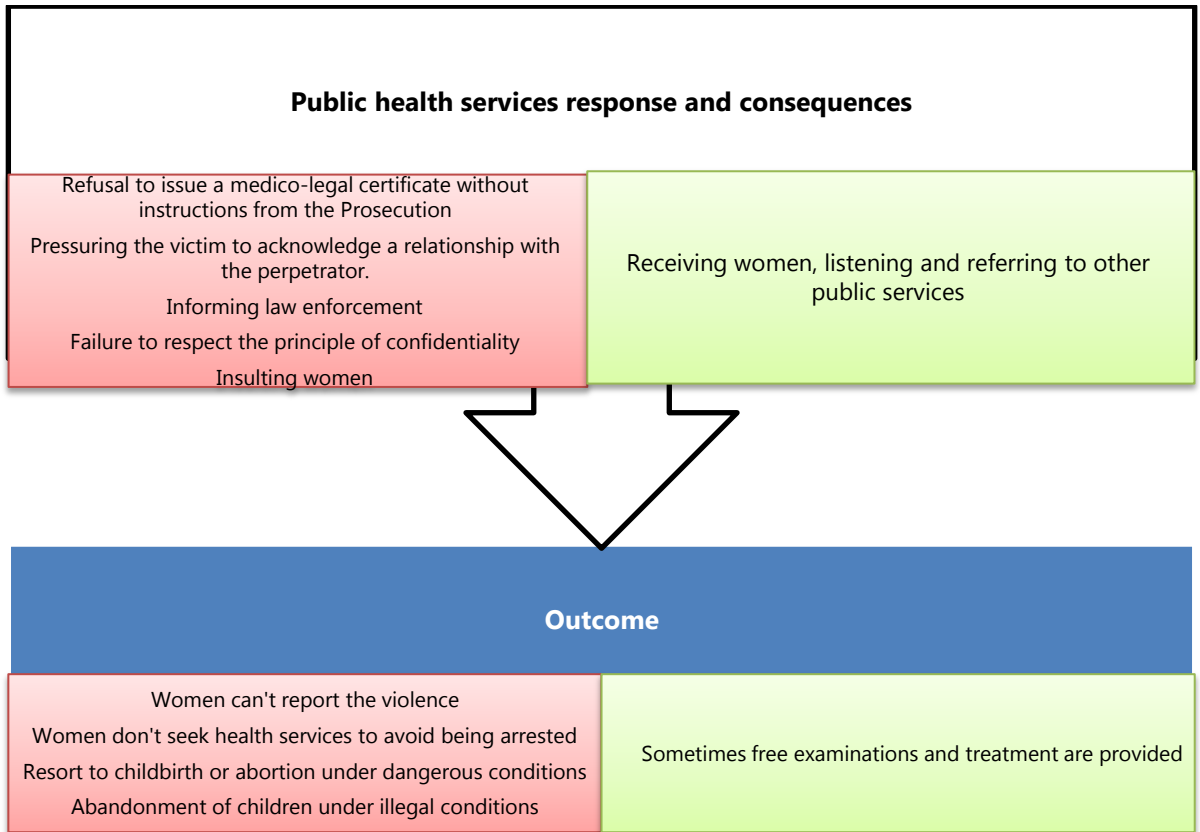 Public health services response and consequences
Refusal to issue a medico-legal certificate without
instructions from the Prosecution
Pressuring the victim to acknowledge a relationship with
the perpetrator.
Informing law enforcement
Failure to respect the principle of confidentiality
Insulting women
Receiving women, listening and referring to other
public services
Outcome
Women can't report the violence
Women don't seek health services to avoid being arrested
Resort to childbirth or abortion under dangerous conditions
Abandonment of children under illegal conditions
Sometimes free examinations and treatment are provided